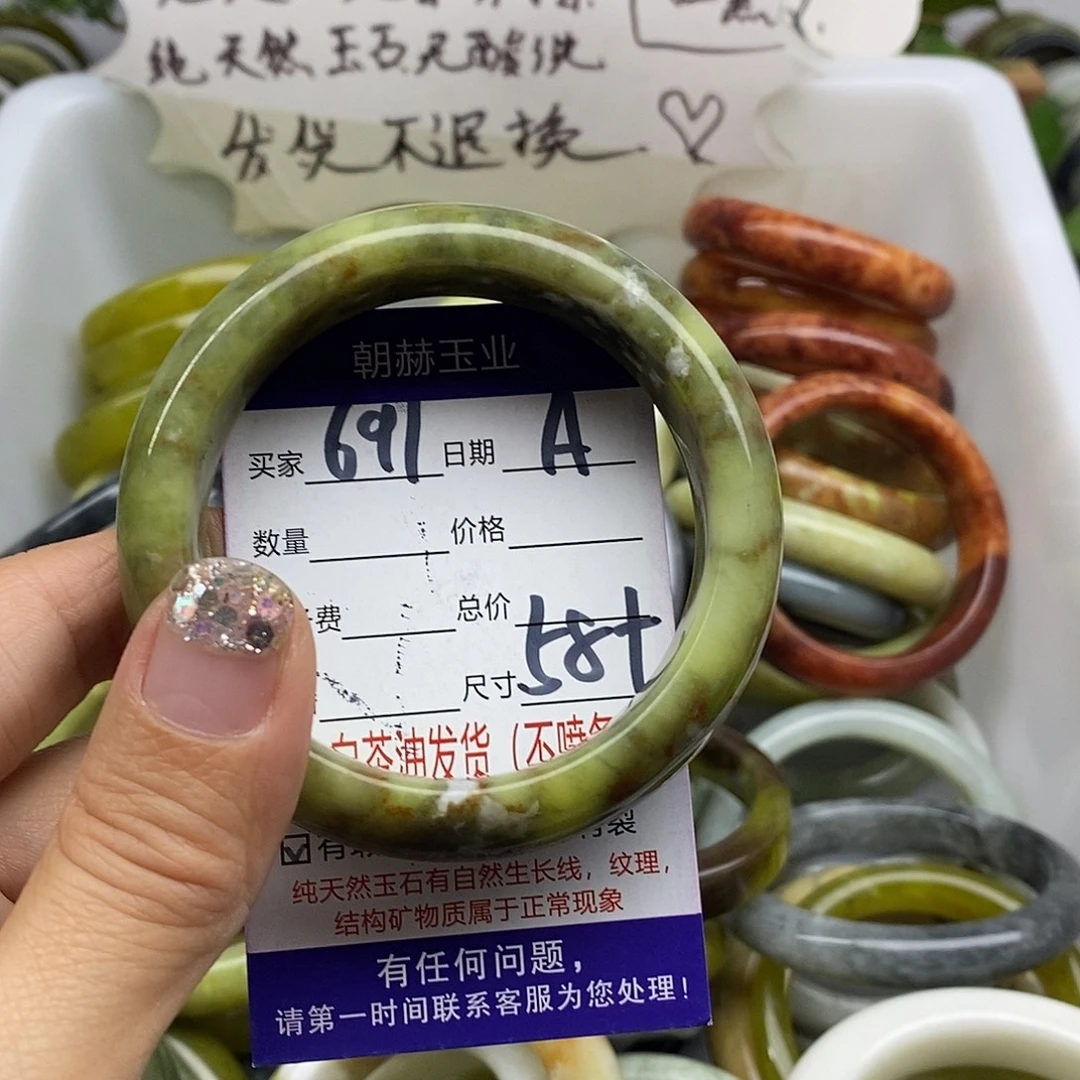 纯天然玉石无酸洗
发货不退换
朝赫玉业
买家 691 日期 A
数量 价格
费 总价
尺寸 58+
白茶油发货（不喷
纯天然玉石有自然生长线，纹理，
结构矿物质属于正常现象
有任何问题，
请第一时间联系客服为您处理！